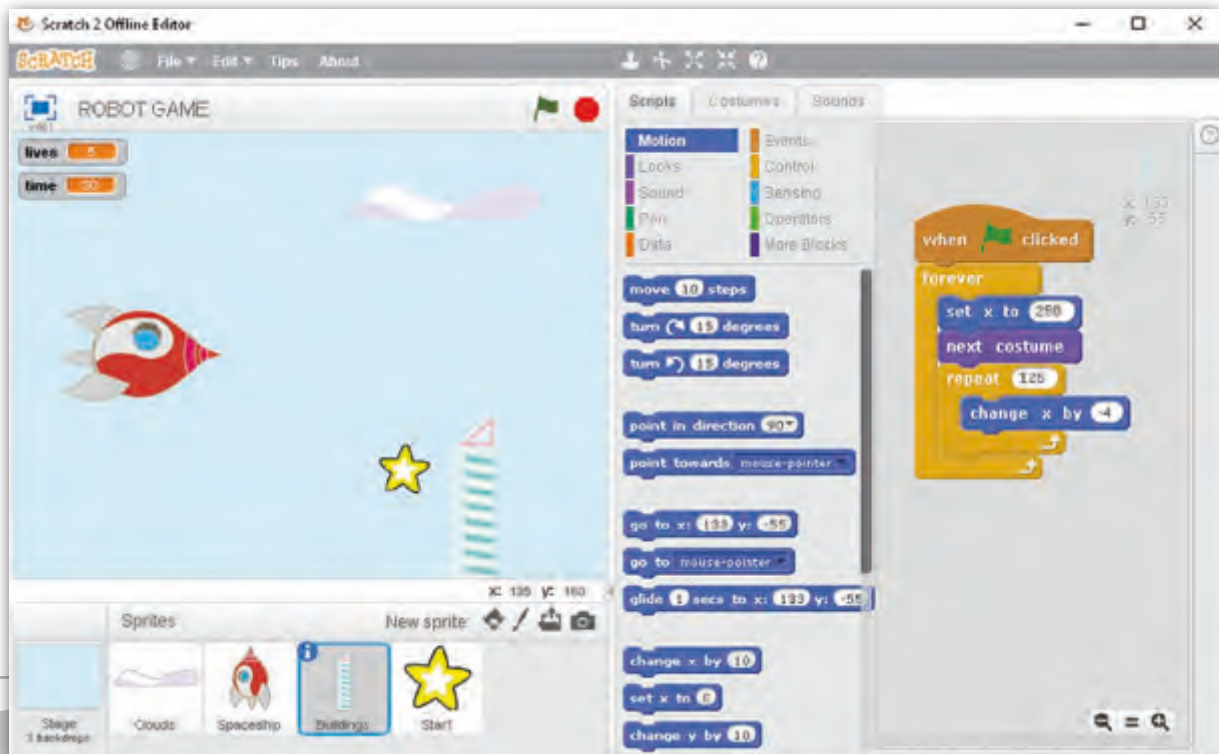 Scratch 2 Offline Editor
SCRATCH File Edit Tips About
ROBOT GAME
v461
lives 5
time 30
Scripts Costumes Sounds
Motion Events
Looks Control
Sound Sensing
Pen Operators
Data More Blocks
move 10 steps
turn 15 degrees
turn 15 degrees
point in direction 90
point towards mouse-pointer
go to x: 133 y: -55
go to mouse-pointer
glide 1 secs to x: 133 y: -55
change x by 10
set x to 0
change y by 10
x: 133
y: -55
when clicked
forever
set x to 250
next costume
repeat 125
change x by -4
x: 135 y: 180
Sprites New sprite:
Stage
3 backdrops
Clouds
Spaceship
Buildings
Start